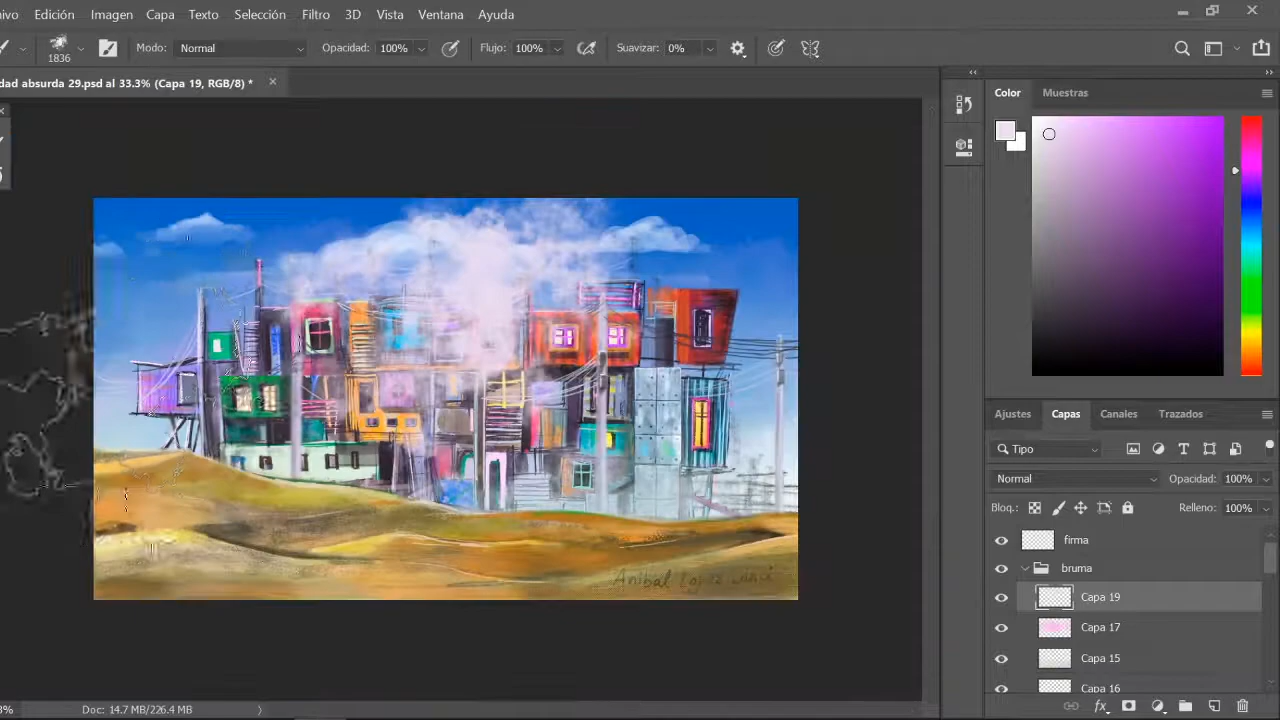 ivo Edición Imagen Capa Texto Selección Filtro 3D Vista Ventana Ayuda
1836 Modo: Normal Opacidad: 100% Flujo: 100% Suavizar: 0%
dad absurda 29.psd al 33.3% (Capa 19, RGB/8) *
Color Muestras
Ajustes Capas Canales Trazados
Tipo
Normal Opacidad: 100%
Bloq.: Relleno: 100%
firma
bruma
Capa 19
Capa 17
Capa 15
Capa 16
Anibal Lopez
3% Doc: 14.7 MB/226.4 MB